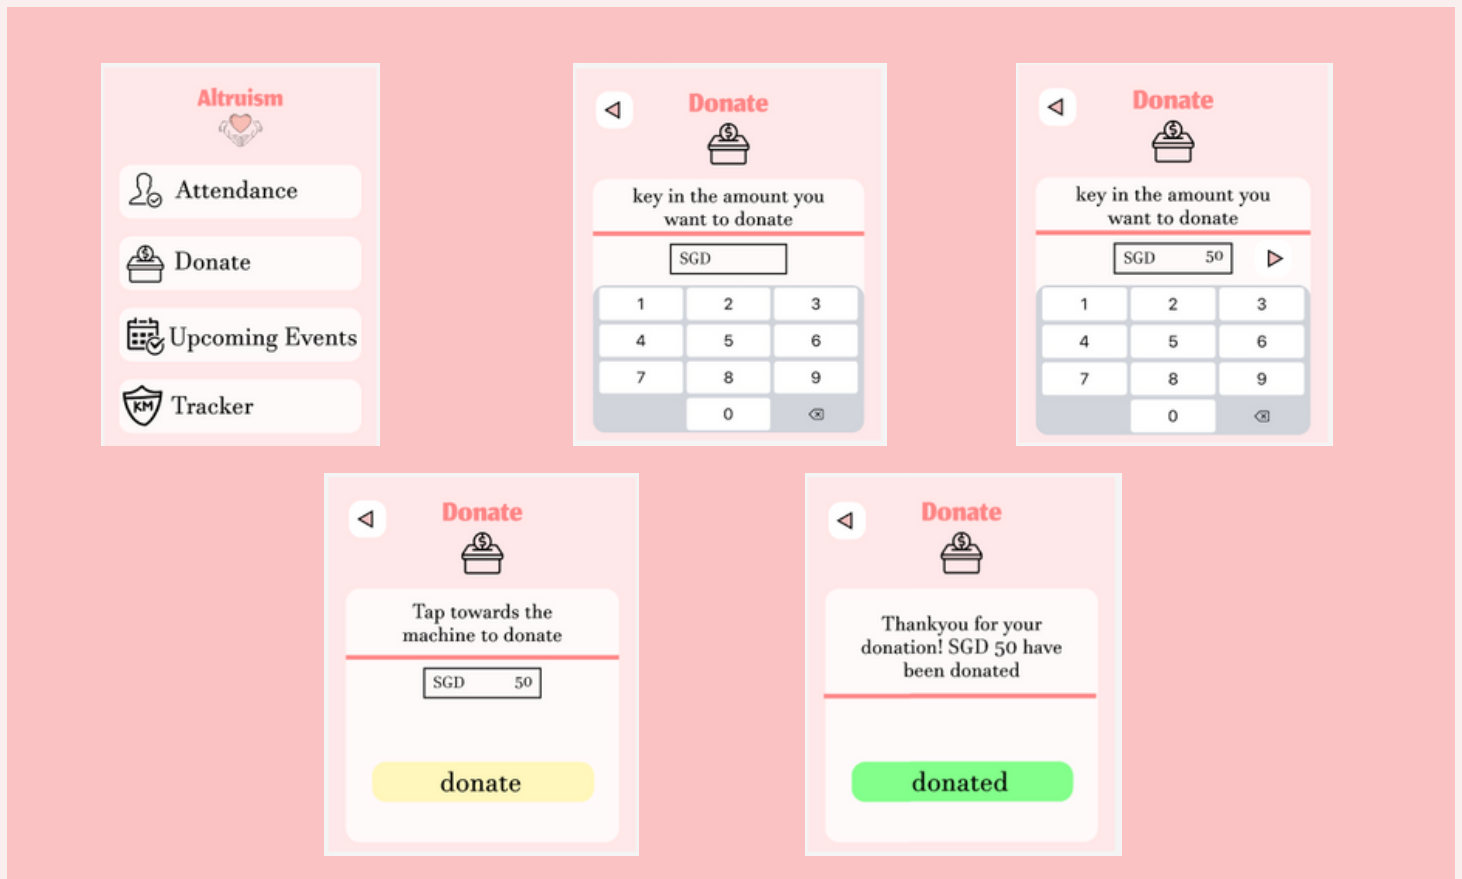 Altruism
Attendance
$
Donate
Upcoming Events
KM
Tracker
Donate
$
key in the amount you
want to donate
SGD
1 2 3
4 5 6
7 8 9
0
Donate
$
key in the amount you
want to donate
SGD 50
1 2 3
4 5 6
7 8 9
0
Donate
$
Tap towards the
machine to donate
SGD 50
donate
Donate
$
Thankyou for your
donation! SGD 50 have
been donated
donated